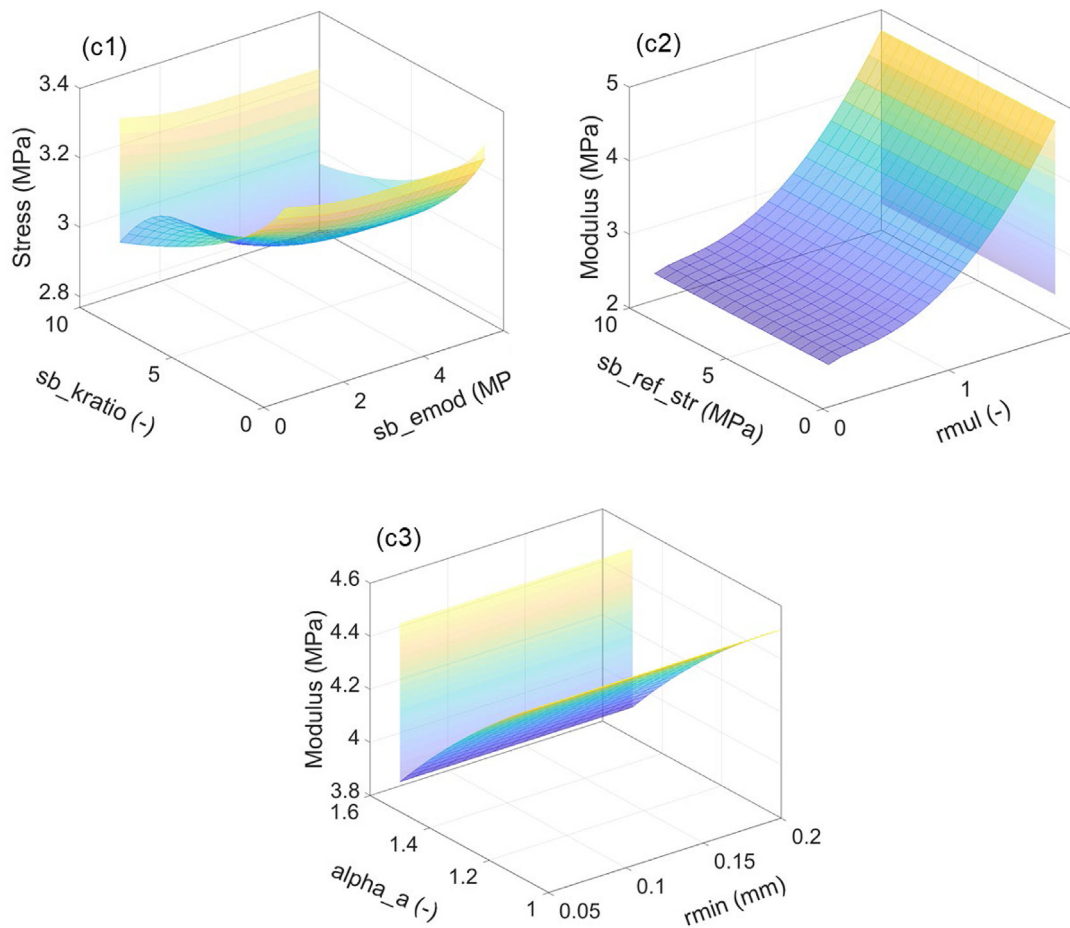 (c1)
3.4
3.2
3
2.8
Stress (MPa)
10
5
0
sb_kratio (-)
0
2
4
sb_emod (MP
(c2)
5
4
3
2
Modulus (MPa)
10
5
0
sb_ref_str (MPa)
0
1
rmul (-)
(c3)
4.6
4.4
4.2
4
3.8
Modulus (MPa)
1.6
1.4
1.2
1
alpha_a (-)
0.05
0.1
0.15
0.2
rmin (mm)